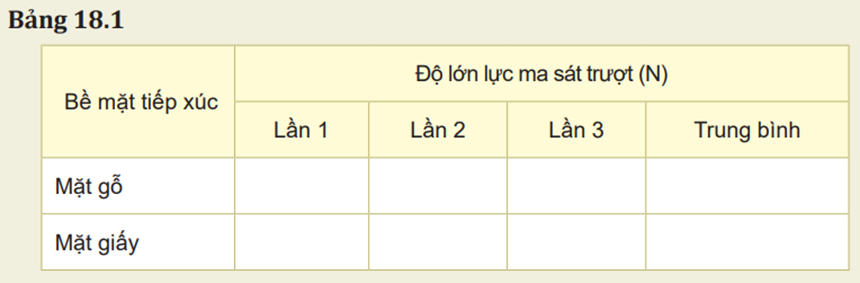 Bảng 18.1
Bề mặt tiếp xúc
Độ lớn lực ma sát trượt (N)
Lần 1
Lần 2
Lần 3
Trung bình
Mặt gỗ
Mặt giấy